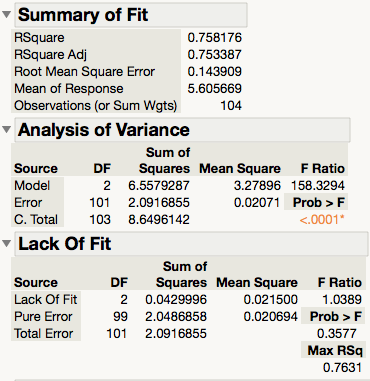 Summary of Fit
RSquare 0.758176
RSquare Adj 0.753387
Root Mean Square Error 0.143909
Mean of Response 5.605669
Observations (or Sum Wgts) 104
Analysis of Variance
Sum of
Source DF Squares Mean Square F Ratio
Model 2 6.5579287 3.27896 158.3294
Error 101 2.0916855 0.02071 Prob > F
C. Total 103 8.6496142 <.0001*
Lack Of Fit
Sum of
Source DF Squares Mean Square F Ratio
Lack Of Fit 2 0.0429996 0.021500 1.0389
Pure Error 99 2.0486858 0.020694 Prob > F
Total Error 101 2.0916855 0.3577
Max RSq
0.7631